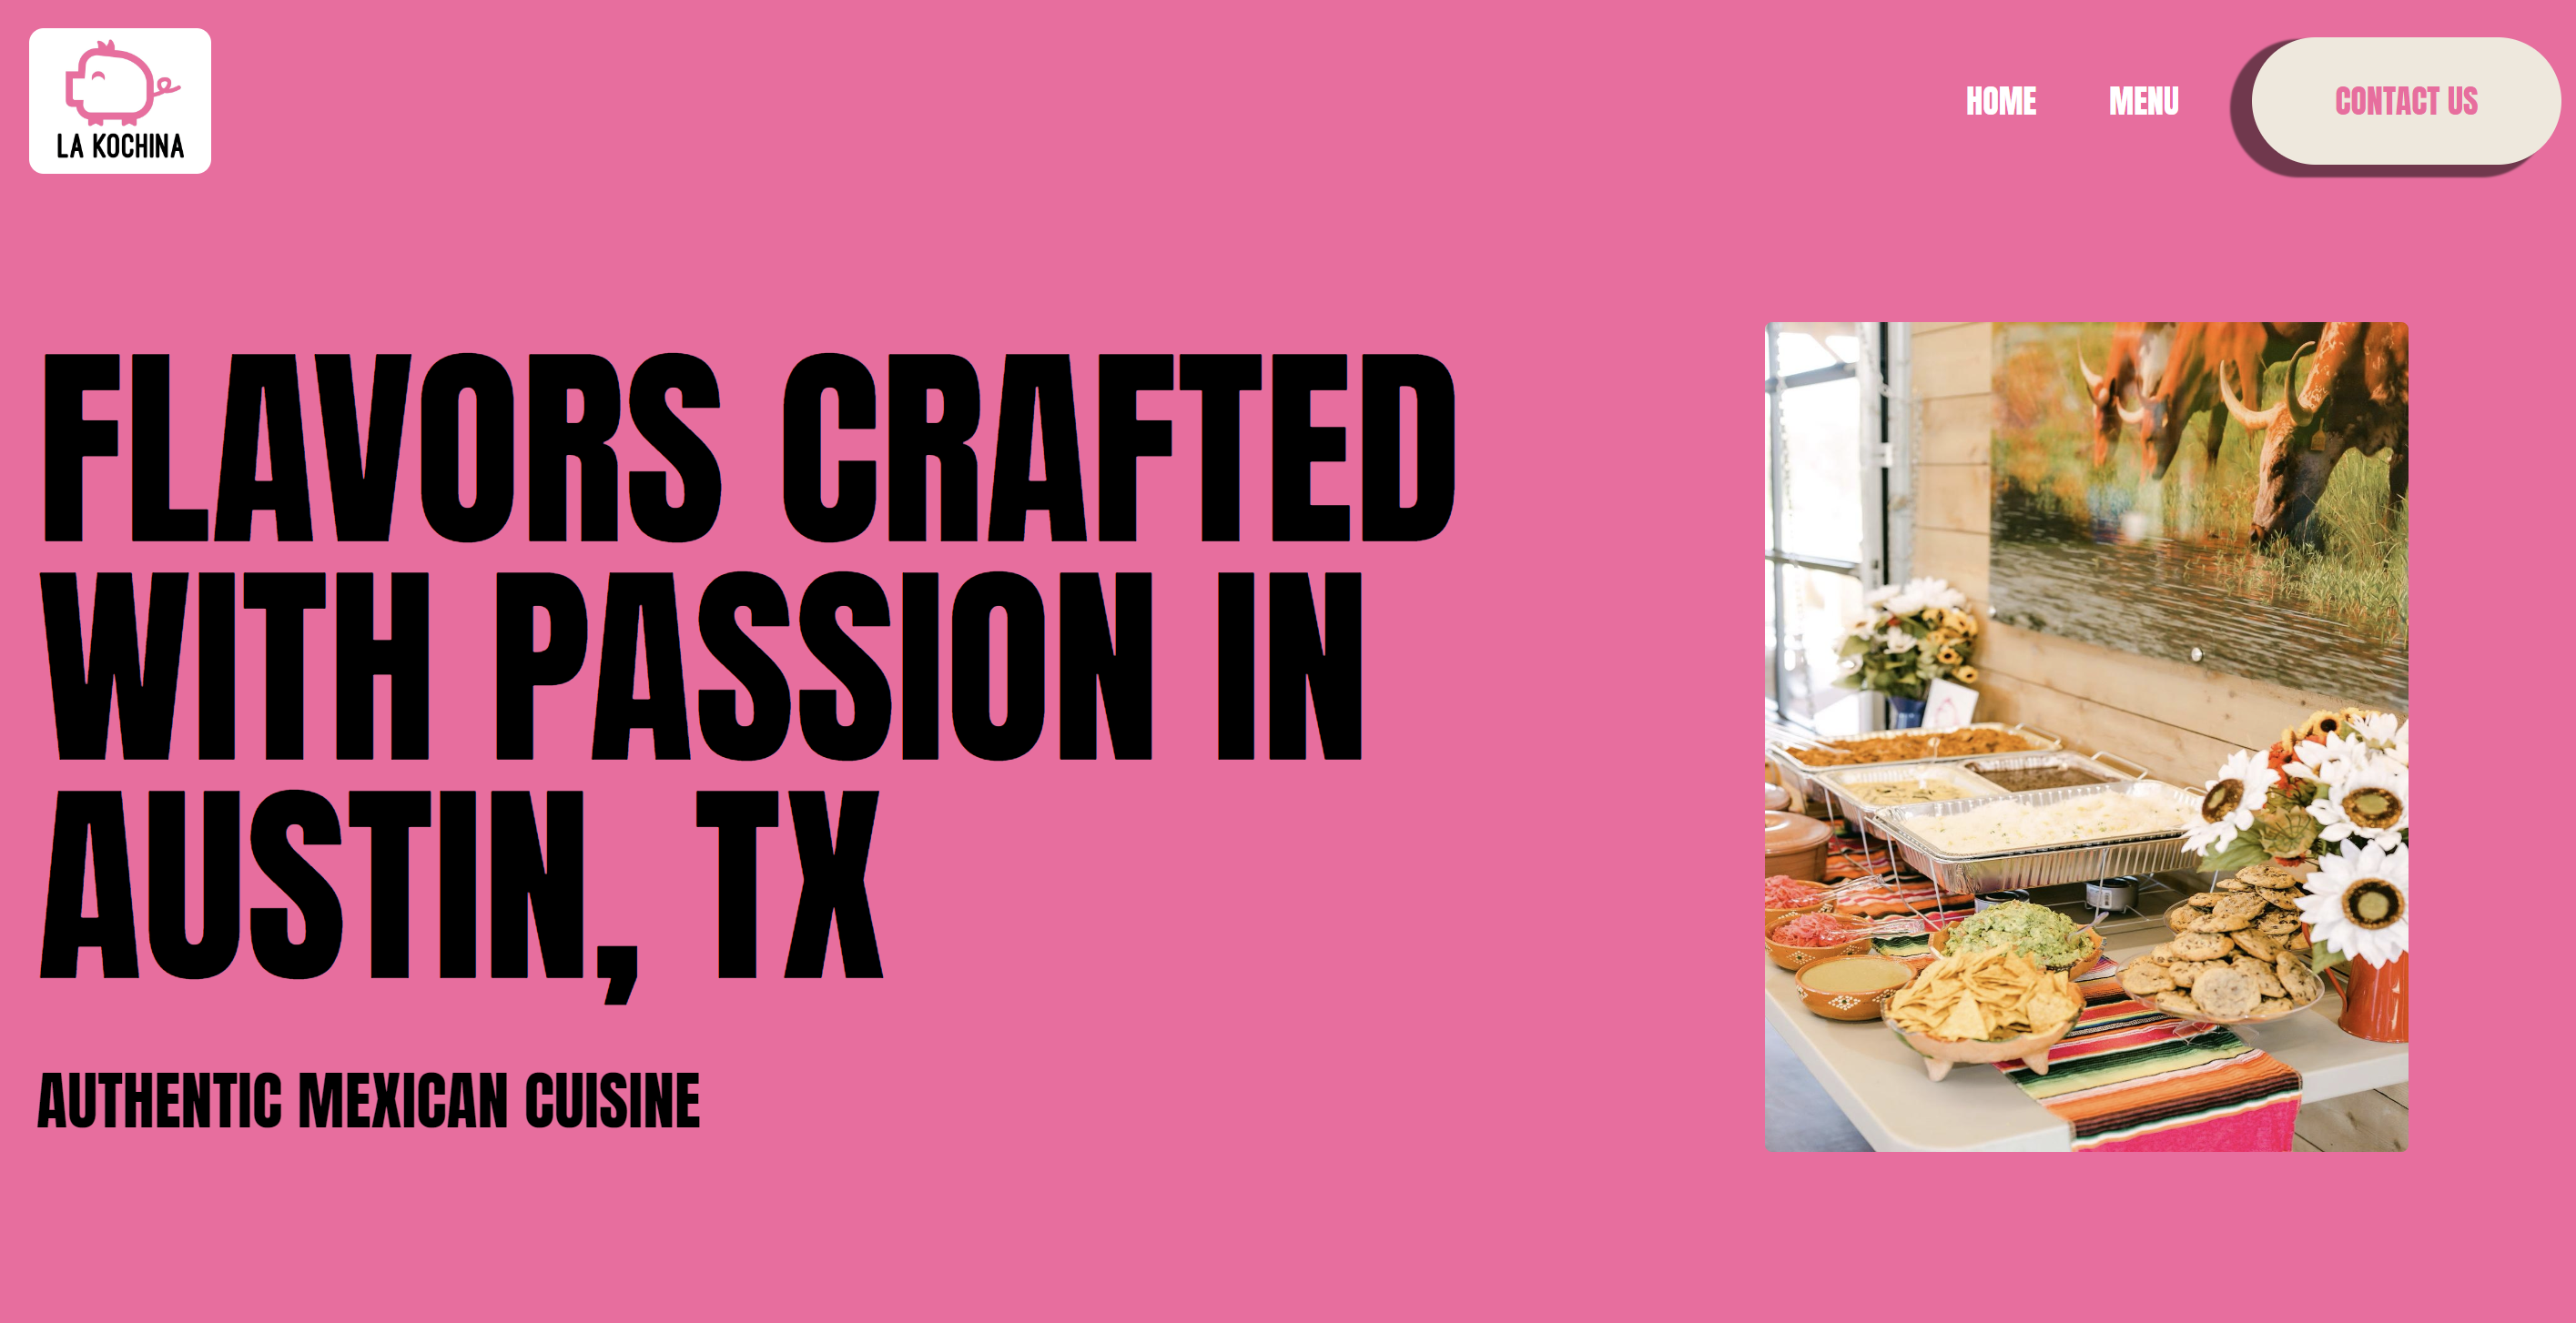 LA KOCHINA
HOME
MENU
CONTACT US
FLAVORS CRAFTED
WITH PASSION IN
AUSTIN, TX
AUTHENTIC MEXICAN CUISINE